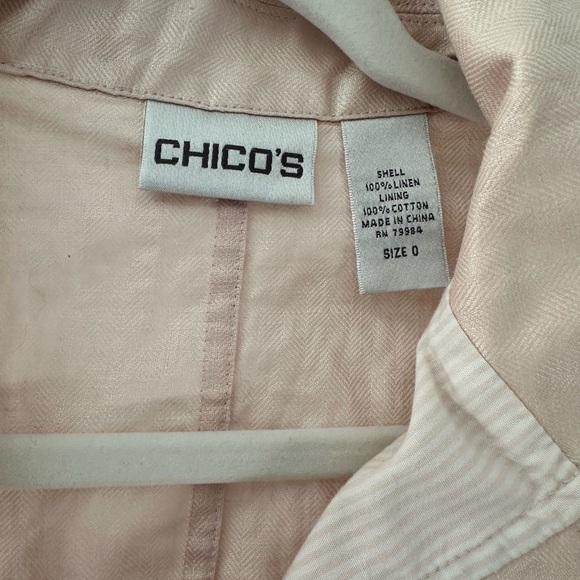 CHICO'S
SHELL
100% LINEN
LINING
100% COTTON
MADE IN CHINA
RN 79984
SIZE 0